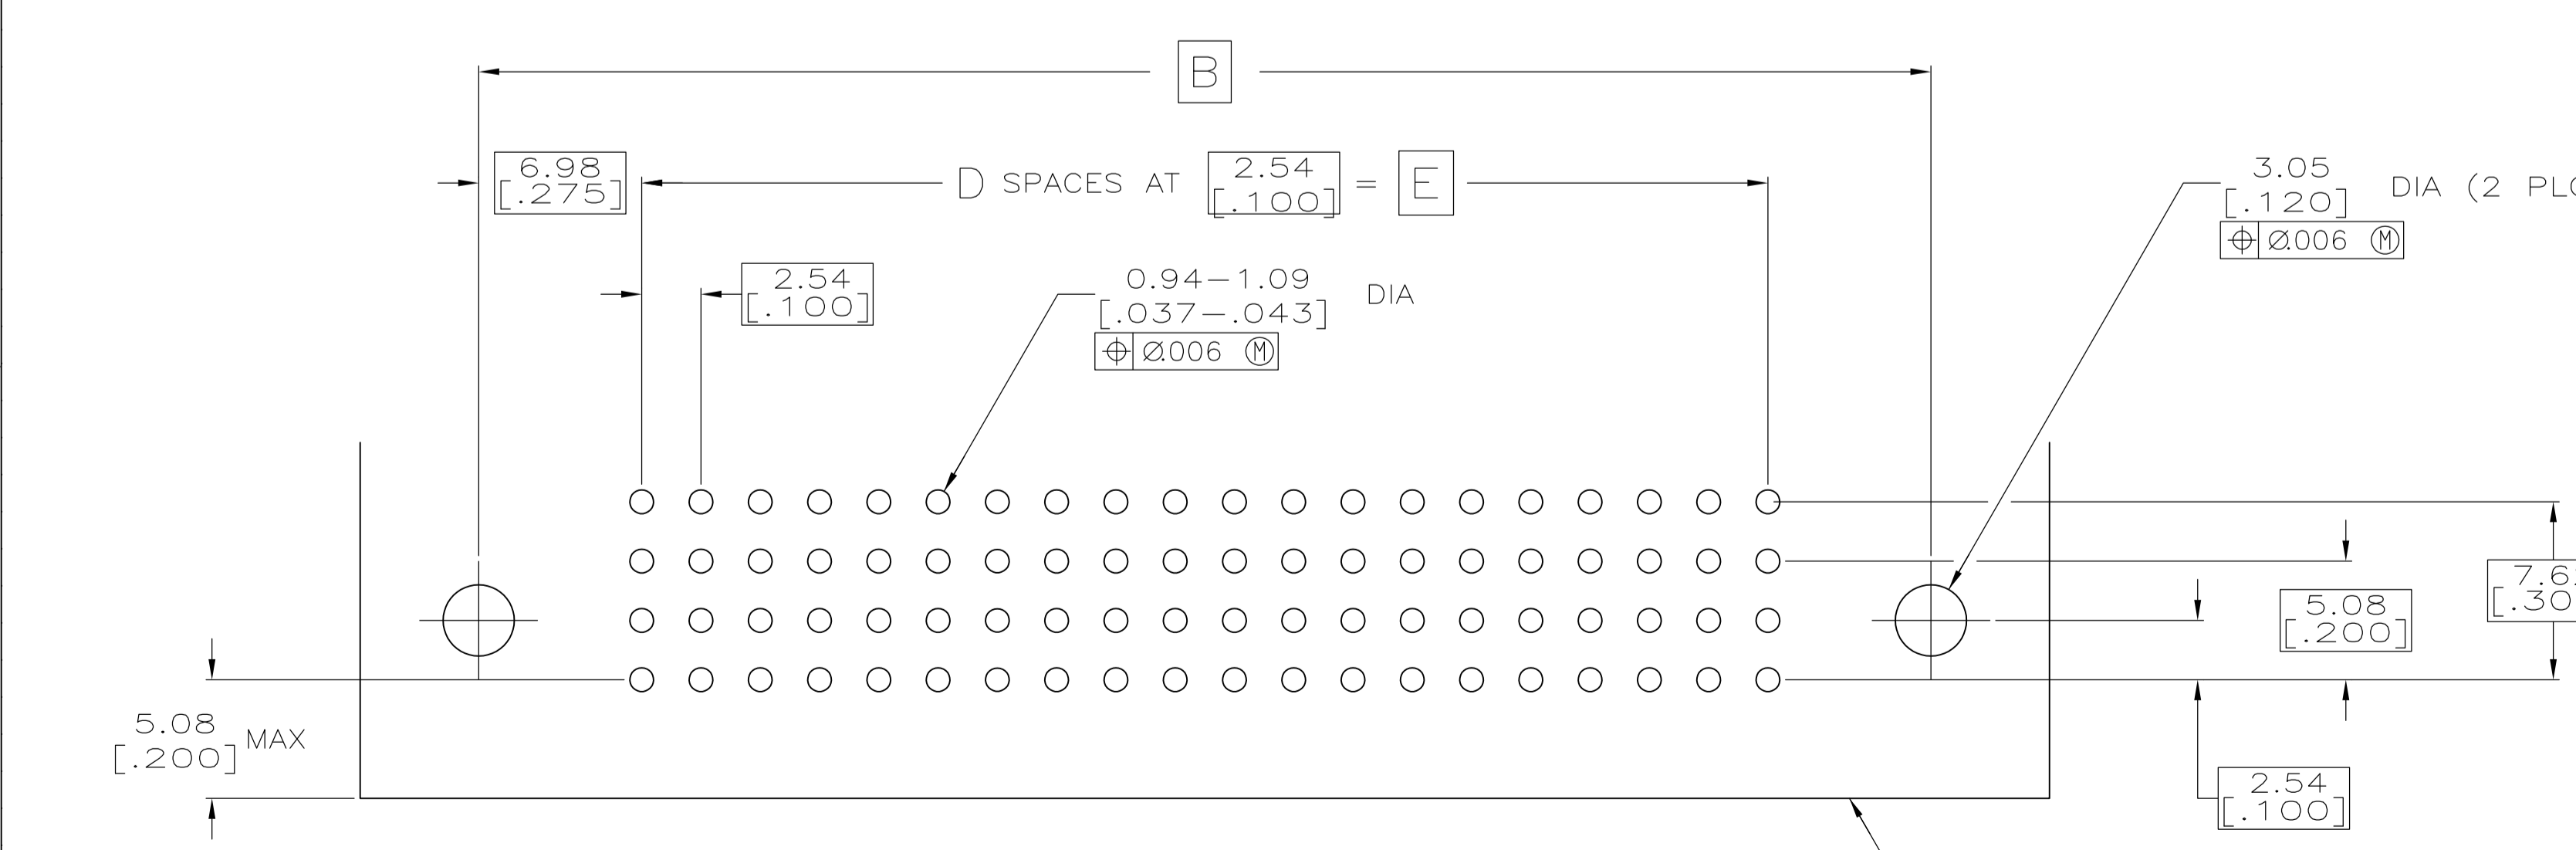 B
6.98
[.275]
D SPACES AT 2.54 [.100] = E
3.05
[.120]
DIA (2
⌖ Ø.006 Ⓜ
2.54
[.100]
0.94-1.09
[.037-.043]
DIA
⌖ Ø.006 Ⓜ
5.08
[.200]
5.08
[.200]
MAX
2.54
[.100]